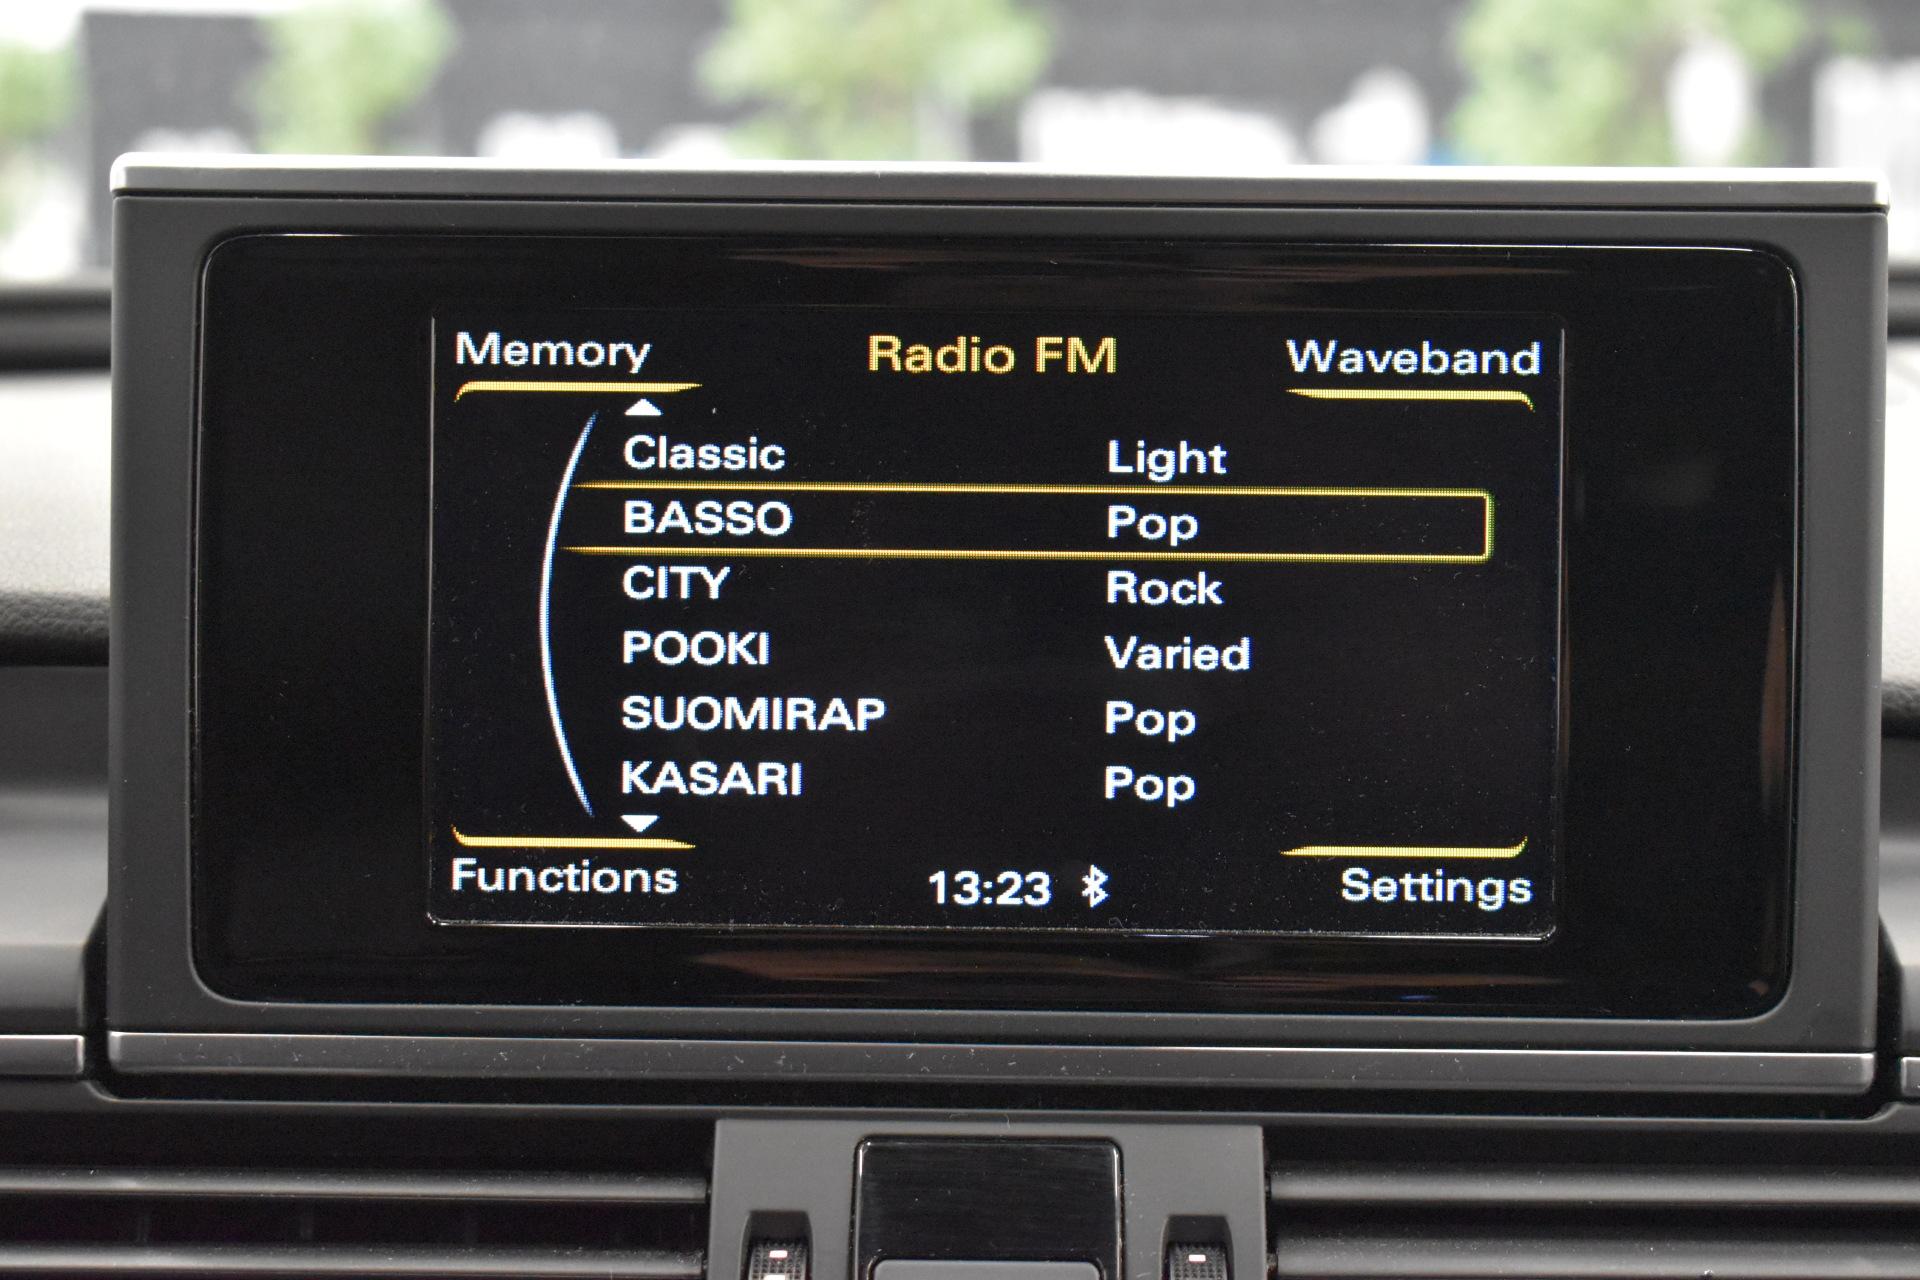 Memory Radio FM Waveband
Classic Light
BASSO Pop
CITY Rock
POOKI Varied
SUOMIRAP Pop
KASARI Pop
Functions 13:23 Settings